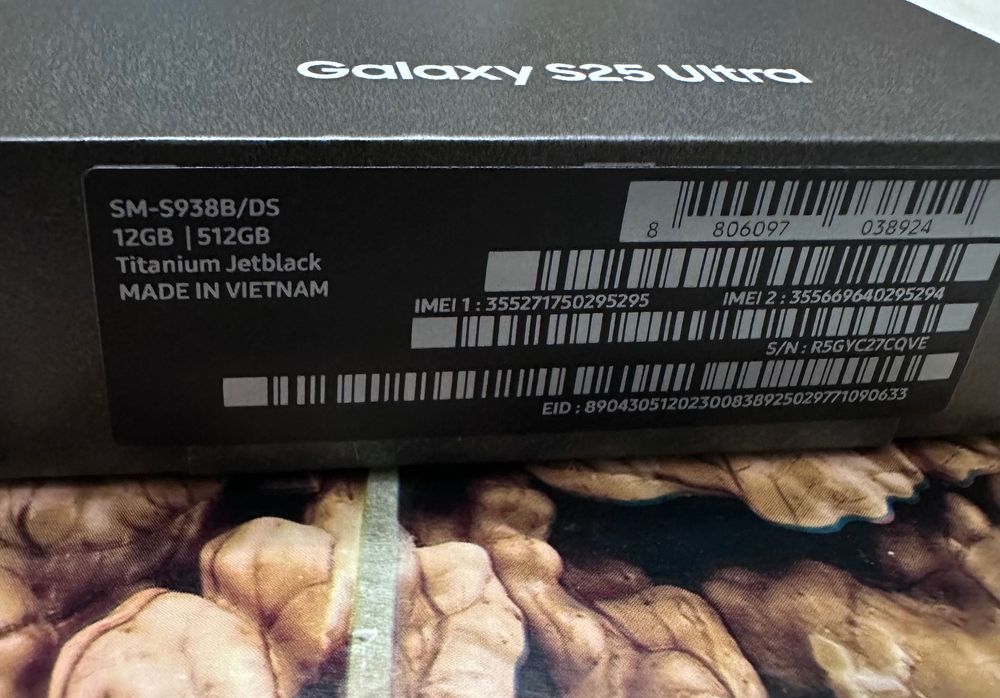 Galaxy S25 Ultra
SM-S938B/DS
12GB | 512GB
Titanium Jetblack
MADE IN VIETNAM
8 806097 038924
IMEI 1 : 355271750295295
IMEI 2 : 355669640295294
S/N : R5GYC27CQVE
EID : 89043051202300838925029771090633